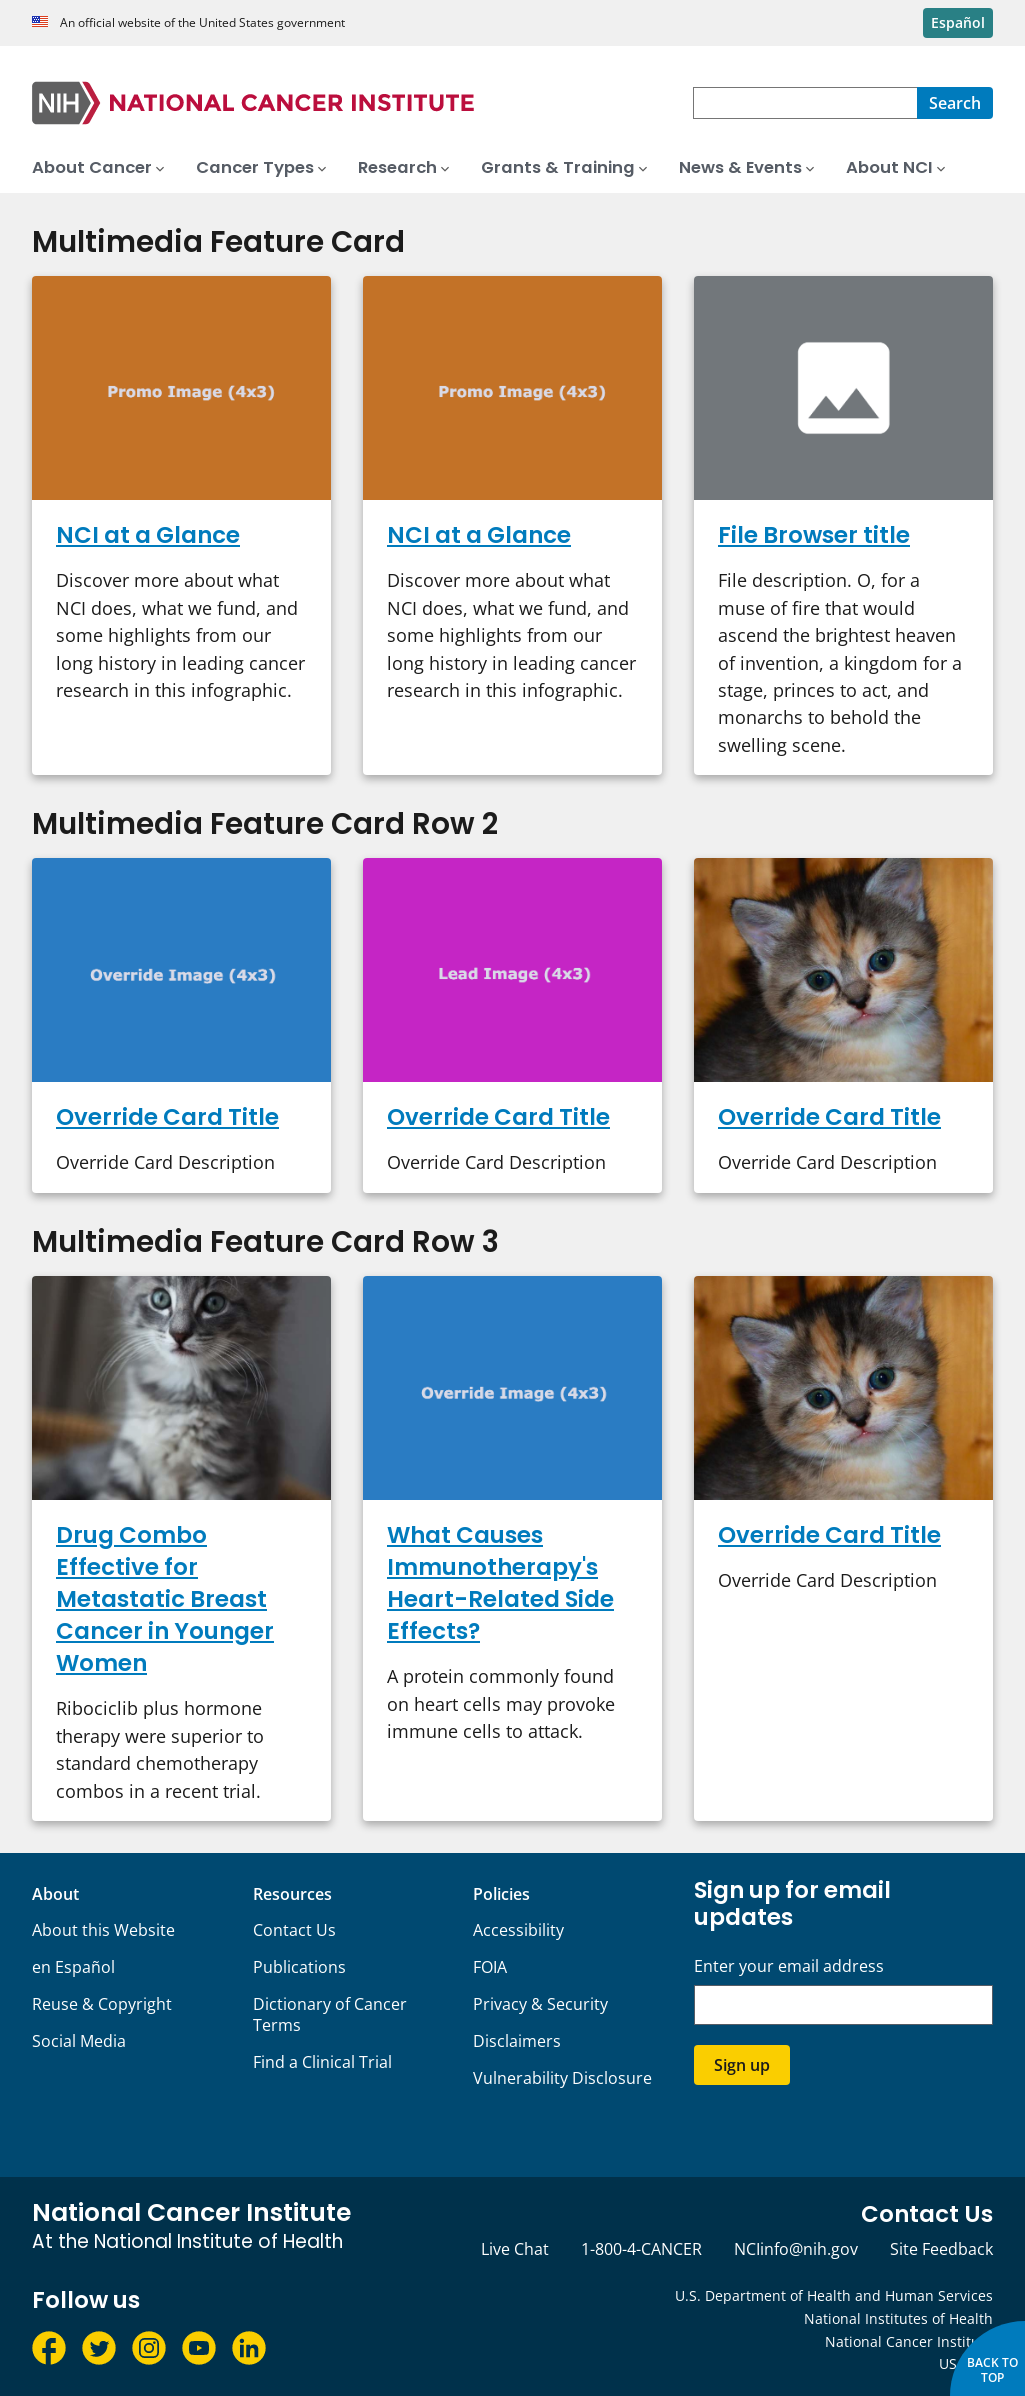 An official website of the United States government
Español
NIH NATIONAL CANCER INSTITUTE
Search
About Cancer Cancer Types Research Grants & Training News & Events About NCI
Multimedia Feature Card
Promo Image (4x3)
NCI at a Glance
Discover more about what
NCI does, what we fund, and
some highlights from our
long history in leading cancer
research in this infographic.
Promo Image (4x3)
NCI at a Glance
Discover more about what
NCI does, what we fund, and
some highlights from our
long history in leading cancer
research in this infographic.
File Browser title
File description. O, for a
muse of fire that would
ascend the brightest heaven
of invention, a kingdom for a
stage, princes to act, and
monarchs to behold the
swelling scene.
Multimedia Feature Card Row 2
Override Image (4x3)
Override Card Title
Override Card Description
Lead Image (4x3)
Override Card Title
Override Card Description
Override Card Title
Override Card Description
Multimedia Feature Card Row 3
Drug Combo
Effective for
Metastatic Breast
Cancer in Younger
Women
Ribociclib plus hormone
therapy were superior to
standard chemotherapy
combos in a recent trial.
Override Image (4x3)
What Causes
Immunotherapy's
Heart-Related Side
Effects?
A protein commonly found
on heart cells may provoke
immune cells to attack.
Override Card Title
Override Card Description
About
About this Website
en Español
Reuse & Copyright
Social Media
Resources
Contact Us
Publications
Dictionary of Cancer
Terms
Find a Clinical Trial
Policies
Accessibility
FOIA
Privacy & Security
Disclaimers
Vulnerability Disclosure
Sign up for email
updates
Enter your email address
Sign up
National Cancer Institute
At the National Institute of Health
Follow us
Contact Us
Live Chat 1-800-4-CANCER NCIinfo@nih.gov Site Feedback
U.S. Department of Health and Human Services
National Institutes of Health
National Cancer
US
BACK TO
TOP